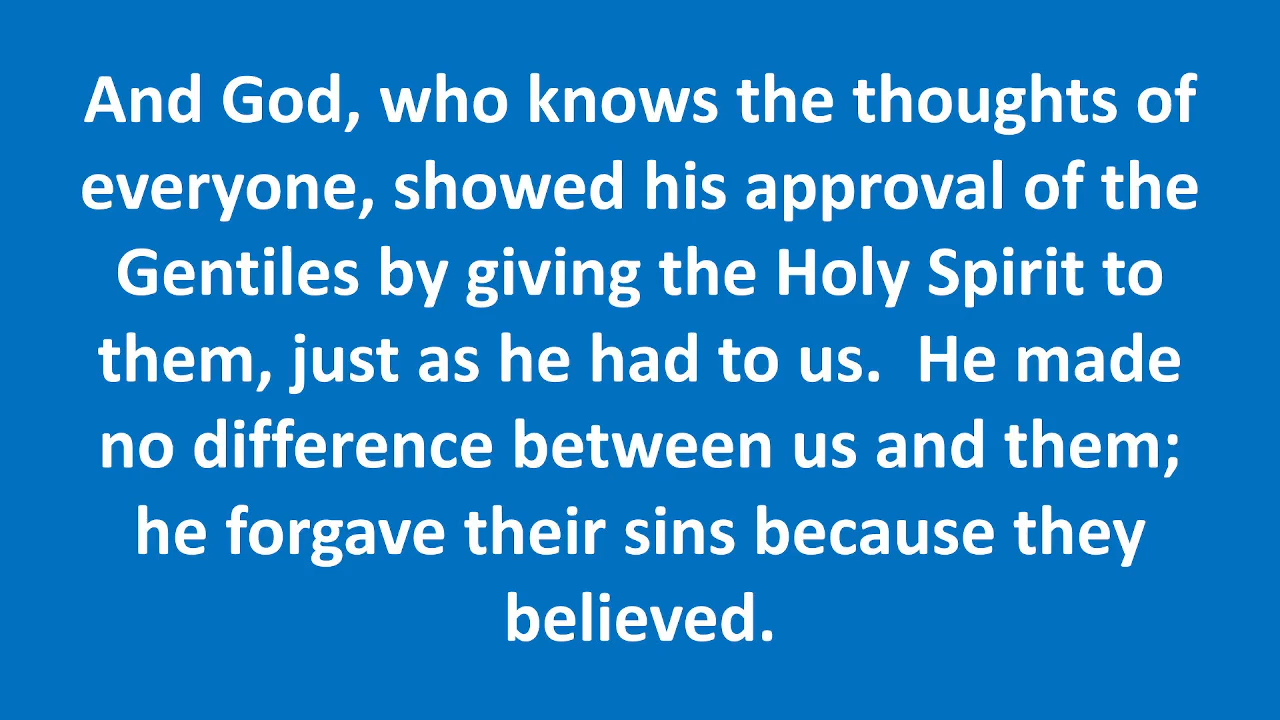 And God, who knows the thoughts of
everyone, showed his approval of the
Gentiles by giving the Holy Spirit to
them, just as he had to us.  He made
no difference between us and them;
he forgave their sins because they
believed.